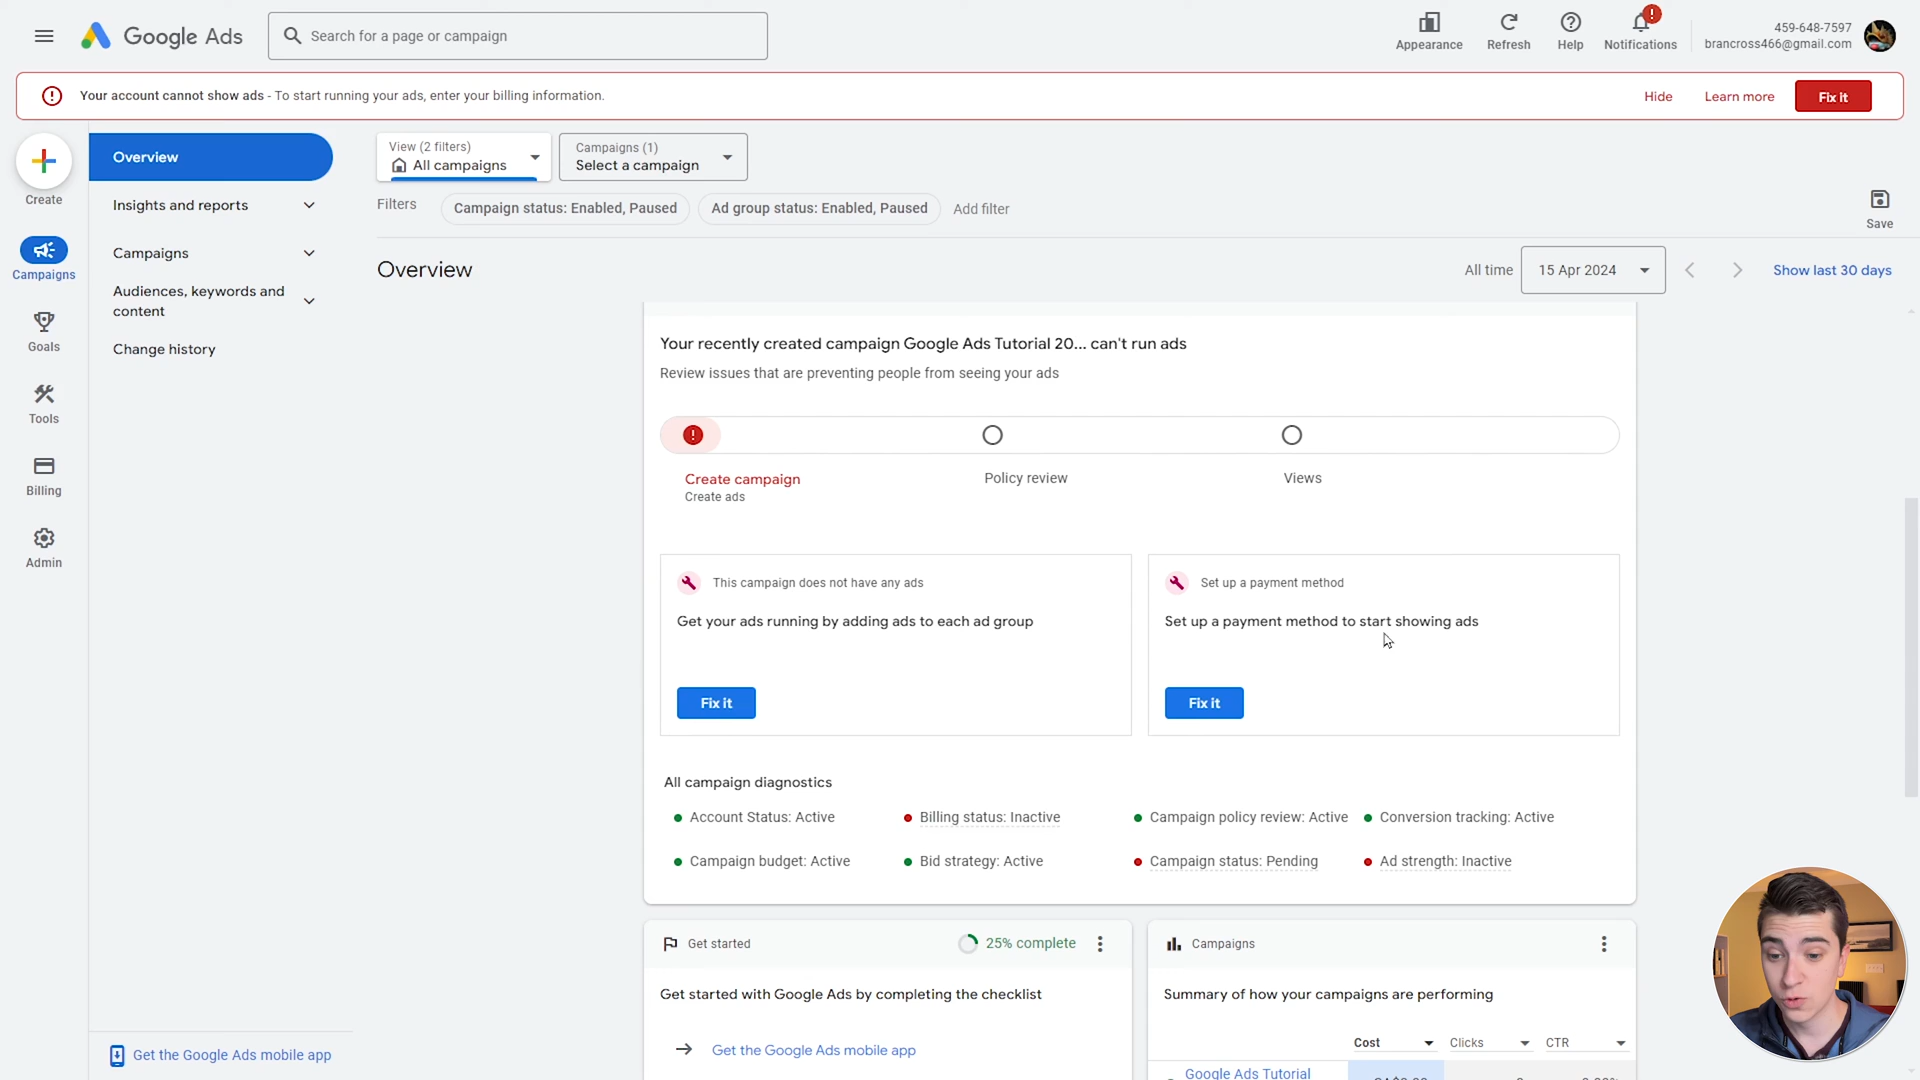 Google Ads
Search for a page or campaign
Appearance
Refresh
Help
Notifications
459-648-7597
brancross466@gmail.com
Your account cannot show ads - To start running your ads, enter your billing information.
Hide
Learn more
Fix it
Create
Campaigns
Goals
Tools
Billing
Admin
Overview
Insights and reports
Campaigns
Audiences, keywords and
content
Change history
Get the Google Ads mobile app
View (2 filters)
All campaigns
Campaigns (1)
Select a campaign
Filters
Campaign status: Enabled, Paused
Ad group status: Enabled, Paused
Add filter
Save
Overview
All time
15 Apr 2024
Show last 30 days
Your recently created campaign Google Ads Tutorial 20... can't run ads
Review issues that are preventing people from seeing your ads
Create campaign
Create ads
Policy review
Views
This campaign does not have any ads
Get your ads running by adding ads to each ad group
Fix it
Set up a payment method
Set up a payment method to start showing ads
Fix it
All campaign diagnostics
Account Status: Active
Billing status: Inactive
Campaign policy review: Active
Conversion tracking: Active
Campaign budget: Active
Bid strategy: Active
Campaign status: Pending
Ad strength: Inactive
Get started
25% complete
Get started with Google Ads by completing the checklist
Get the Google Ads mobile app
Campaigns
Summary of how your campaigns are performing
Cost
Clicks
CTR
Google Ads Tutorial